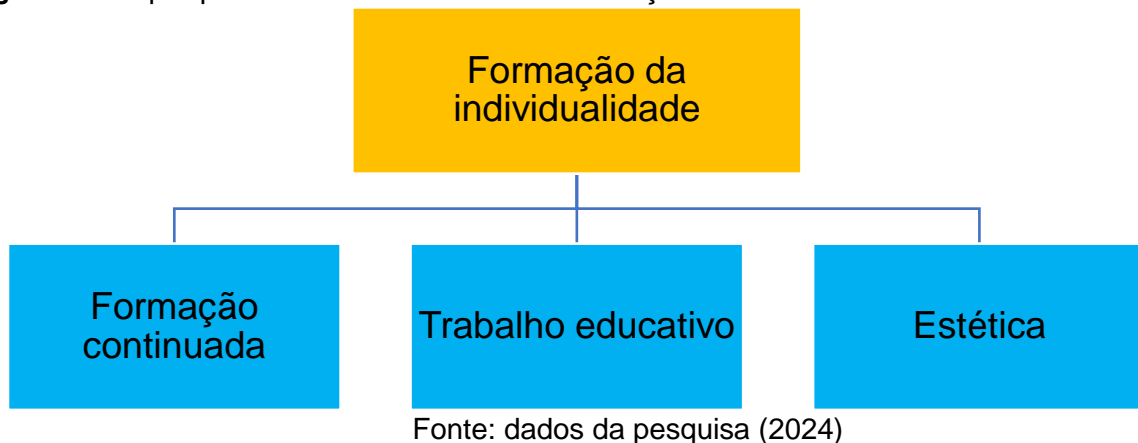 Formação da
individualidade
Formação
continuada
Trabalho educativo
Estética
Fonte: dados da pesquisa (2024)